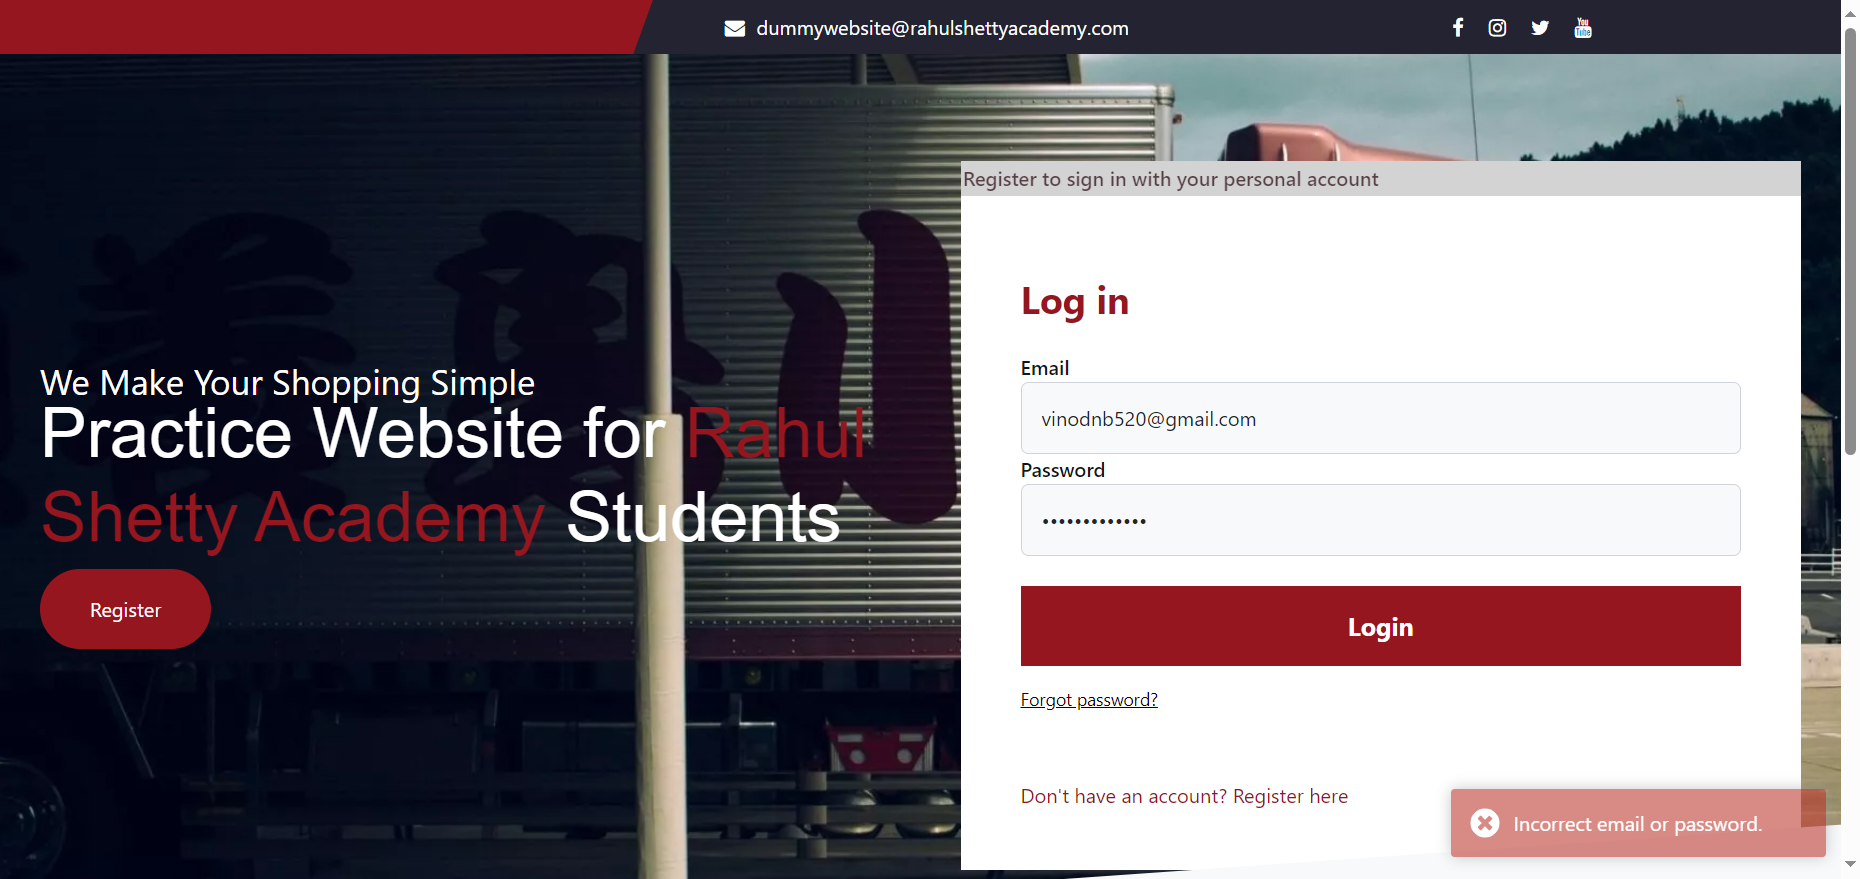 dummywebsite@rahulshettyacademy.com
Register to sign in with your personal account
We Make Your Shopping Simple
Practice Website for Rahul
Shetty Academy Students
Register
Log in
Email
vinodnb520@gmail.com
Password
•••••••••••••
Login
Forgot password?
Don't have an account? Register here
Incorrect email or password.